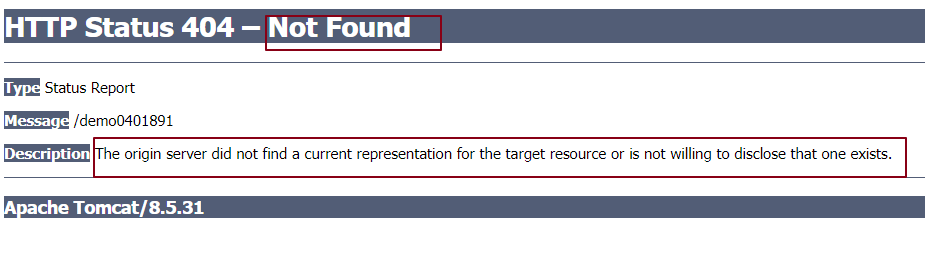 HTTP Status 404 – Not Found
Type Status Report
Message /demo0401891
Description The origin server did not find a current representation for the target resource or is not willing to disclose that one exists.
Apache Tomcat/8.5.31